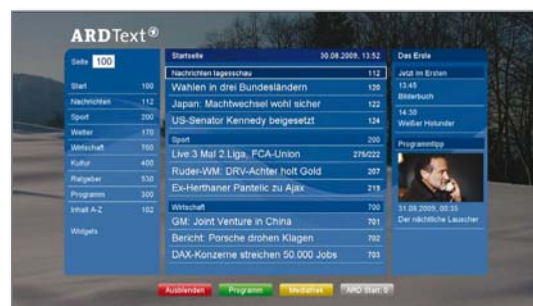 ARDText
Seite 100
Start 100
Nachrichten 112
Sport 200
Wetter 170
Wirtschaft 700
Kultur 400
Ratgeber 530
Programm 300
Inhalt A-Z 102
Widgets
Startseite 30.08.2009, 13:52
Nachrichten tagesschau 112
Wahlen in drei Bundesländern 120
Japan: Machtwechsel wohl sicher 122
US-Senator Kennedy beigesetzt 124
Sport 200
Live:3 Mal 2.Liga, FCA-Union 275/222
Ruder-WM: DRV-Achter holt Gold 207
Ex-Herthaner Pantelic zu Ajax 215
Wirtschaft 700
GM: Joint Venture in China 701
Bericht: Porsche drohen Klagen 702
DAX-Konzerne streichen 50.000 Jobs 703
Das Erste
Jetzt im Ersten
13:45
Bilderbuch
14:30
Weißer Holunder
Programmtipp
31.08.2009, 00:35
Der nächtliche Lauscher
Ausblenden Programm Mediathek ARD Start: 0